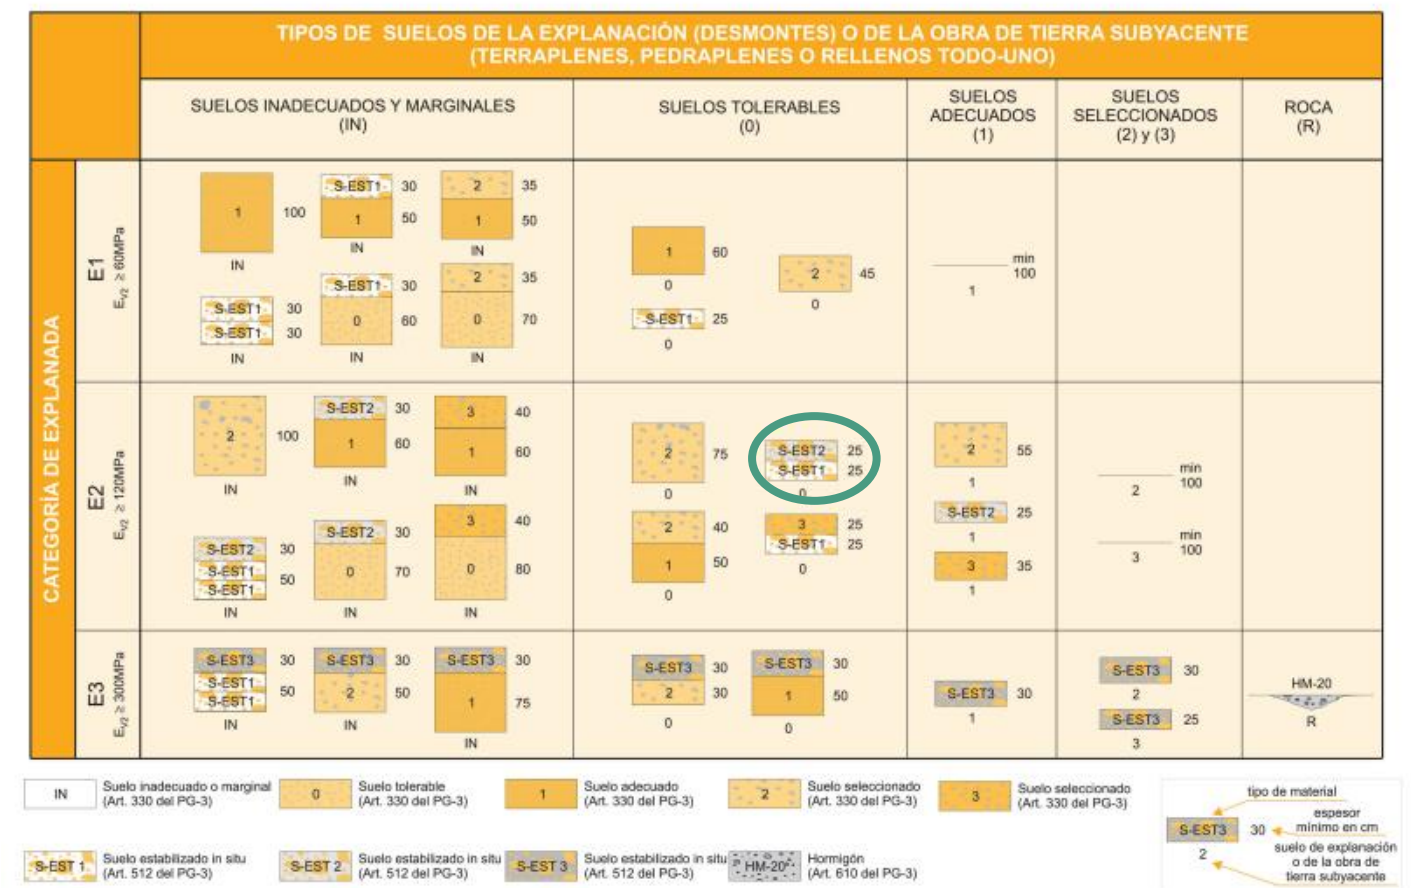 TIPOS DE SUELOS DE LA EXPLANACIÓN (DESMONTES) O DE LA OBRA DE TIERRA SUBYACENTE
(TERRAPLENES, PEDRAPLENES O RELLENOS TODO-UNO)
SUELOS INADECUADOS Y MARGINALES
(IN)
SUELOS TOLERABLES
(0)
SUELOS
ADECUADOS
(1)
SUELOS
SELECCIONADOS
(2) y (3)
ROCA
(R)
CATEGORÍA DE EXPLANADA
E1
Ev2 ≥ 60MPa
1 100
IN
S-EST1 30
1 50
IN
2 35
1 50
IN
S-EST1 30
S-EST1 30
IN
S-EST1 30
0 60
IN
2 35
0 70
IN
1 60
0
2 45
0
S-EST1 25
0
min
100
1
E2
Ev2 ≥ 120MPa
2 100
IN
S-EST2 30
1 60
IN
3 40
1 60
IN
S-EST2 30
S-EST1 50
S-EST1
IN
S-EST2 30
0 70
IN
3 40
0 80
IN
2 75
0
S-EST2 25
S-EST1 25
0
2 40
1 50
0
3 25
S-EST1 25
0
2 55
1
S-EST2 25
1
3 35
1
min
100
2
min
100
3
E3
Ev2 ≥ 300MPa
S-EST3 30
S-EST1 50
S-EST1
IN
S-EST3 30
2 50
IN
S-EST3 30
1 75
IN
S-EST3 30
2 30
0
S-EST3 30
1 50
0
S-EST3 30
1
S-EST3 30
2
S-EST3 25
3
HM-20
R
IN Suelo inadecuado o marginal
(Art. 330 del PG-3)
0 Suelo tolerable
(Art. 330 del PG-3)
1 Suelo adecuado
(Art. 330 del PG-3)
2 Suelo seleccionado
(Art. 330 del PG-3)
3 Suelo seleccionado
(Art. 330 del PG-3)
S-EST 1 Suelo estabilizado in situ
(Art. 512 del PG-3)
S-EST 2 Suelo estabilizado in situ
(Art. 512 del PG-3)
S-EST 3 Suelo estabilizado in situ
(Art. 512 del PG-3)
HM-20 Hormigón
(Art. 610 del PG-3)
tipo de material
S-EST3 30
espesor
mínimo en cm
2
suelo de explanación
o de la obra de
tierra subyacente